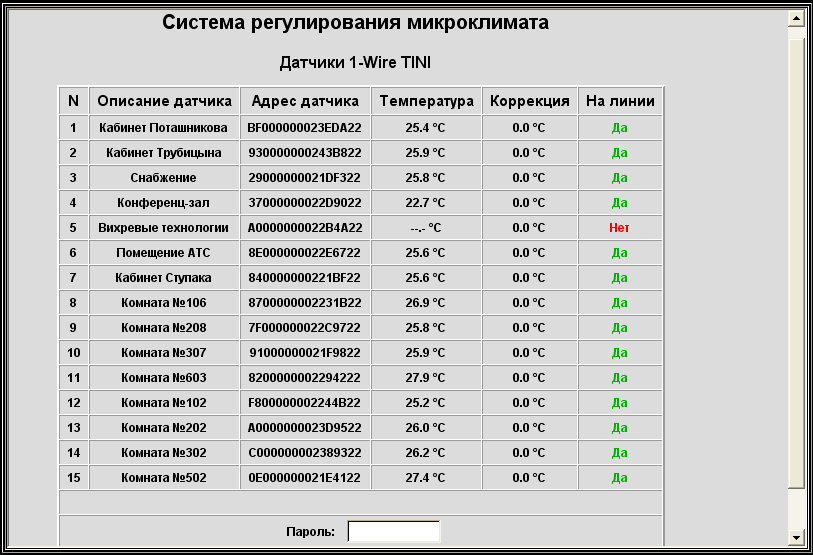 Система регулирования микроклимата
Датчики 1-Wire TINI
N Описание датчика Адрес датчика Температура Коррекция На линии
1 Кабинет Поташникова BF000000023EDA22 25.4 °C 0.0 °C Да
2 Кабинет Трубицына 930000000243B822 25.9 °C 0.0 °C Да
3 Снабжение 29000000021DF322 25.8 °C 0.0 °C Да
4 Конференц-зал 37000000022D9022 22.7 °C 0.0 °C Да
5 Вихревые технологии A0000000022B4A22 --.- °C 0.0 °C Нет
6 Помещение АТС 8E000000022E6722 25.6 °C 0.0 °C Да
7 Кабинет Ступака 840000000221BF22 25.6 °C 0.0 °C Да
8 Комната №106 8700000002231B22 26.9 °C 0.0 °C Да
9 Комната №208 7F000000022C9722 25.8 °C 0.0 °C Да
10 Комната №307 91000000021F9822 25.9 °C 0.0 °C Да
11 Комната №603 8200000002294222 27.9 °C 0.0 °C Да
12 Комната №102 F800000002244B22 25.2 °C 0.0 °C Да
13 Комната №202 A0000000023D9522 26.0 °C 0.0 °C Да
14 Комната №302 C000000002389322 26.2 °C 0.0 °C Да
15 Комната №502 0E000000021E4122 27.4 °C 0.0 °C Да
Пароль: